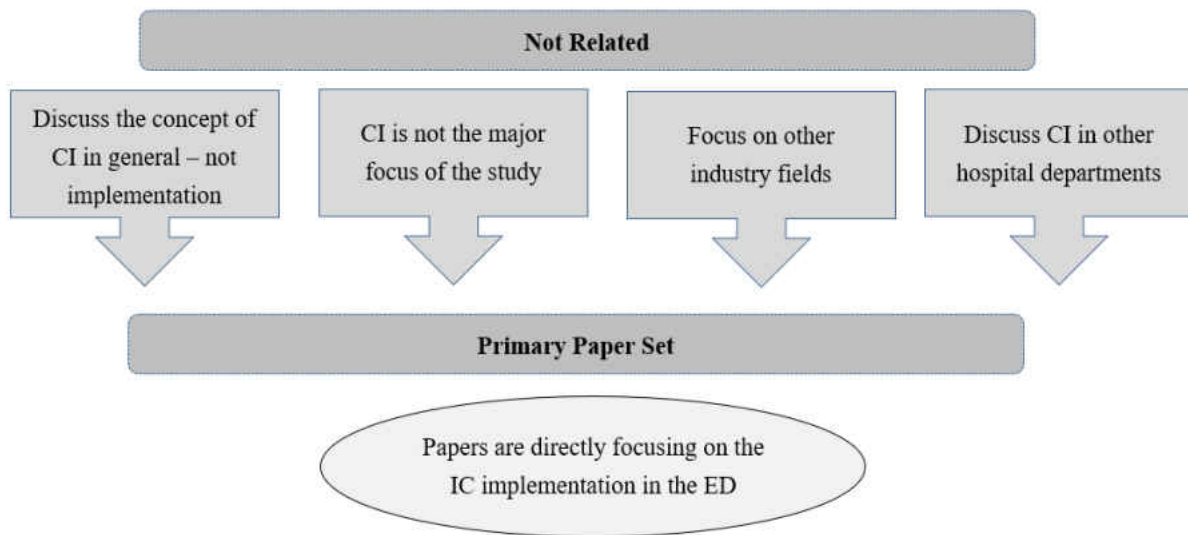 Not Related
Discuss the concept of
CI in general – not
implementation
CI is not the major
focus of the study
Focus on other
industry fields
Discuss CI in other
hospital departments
Primary Paper Set
Papers are directly focusing on the
IC implementation in the ED